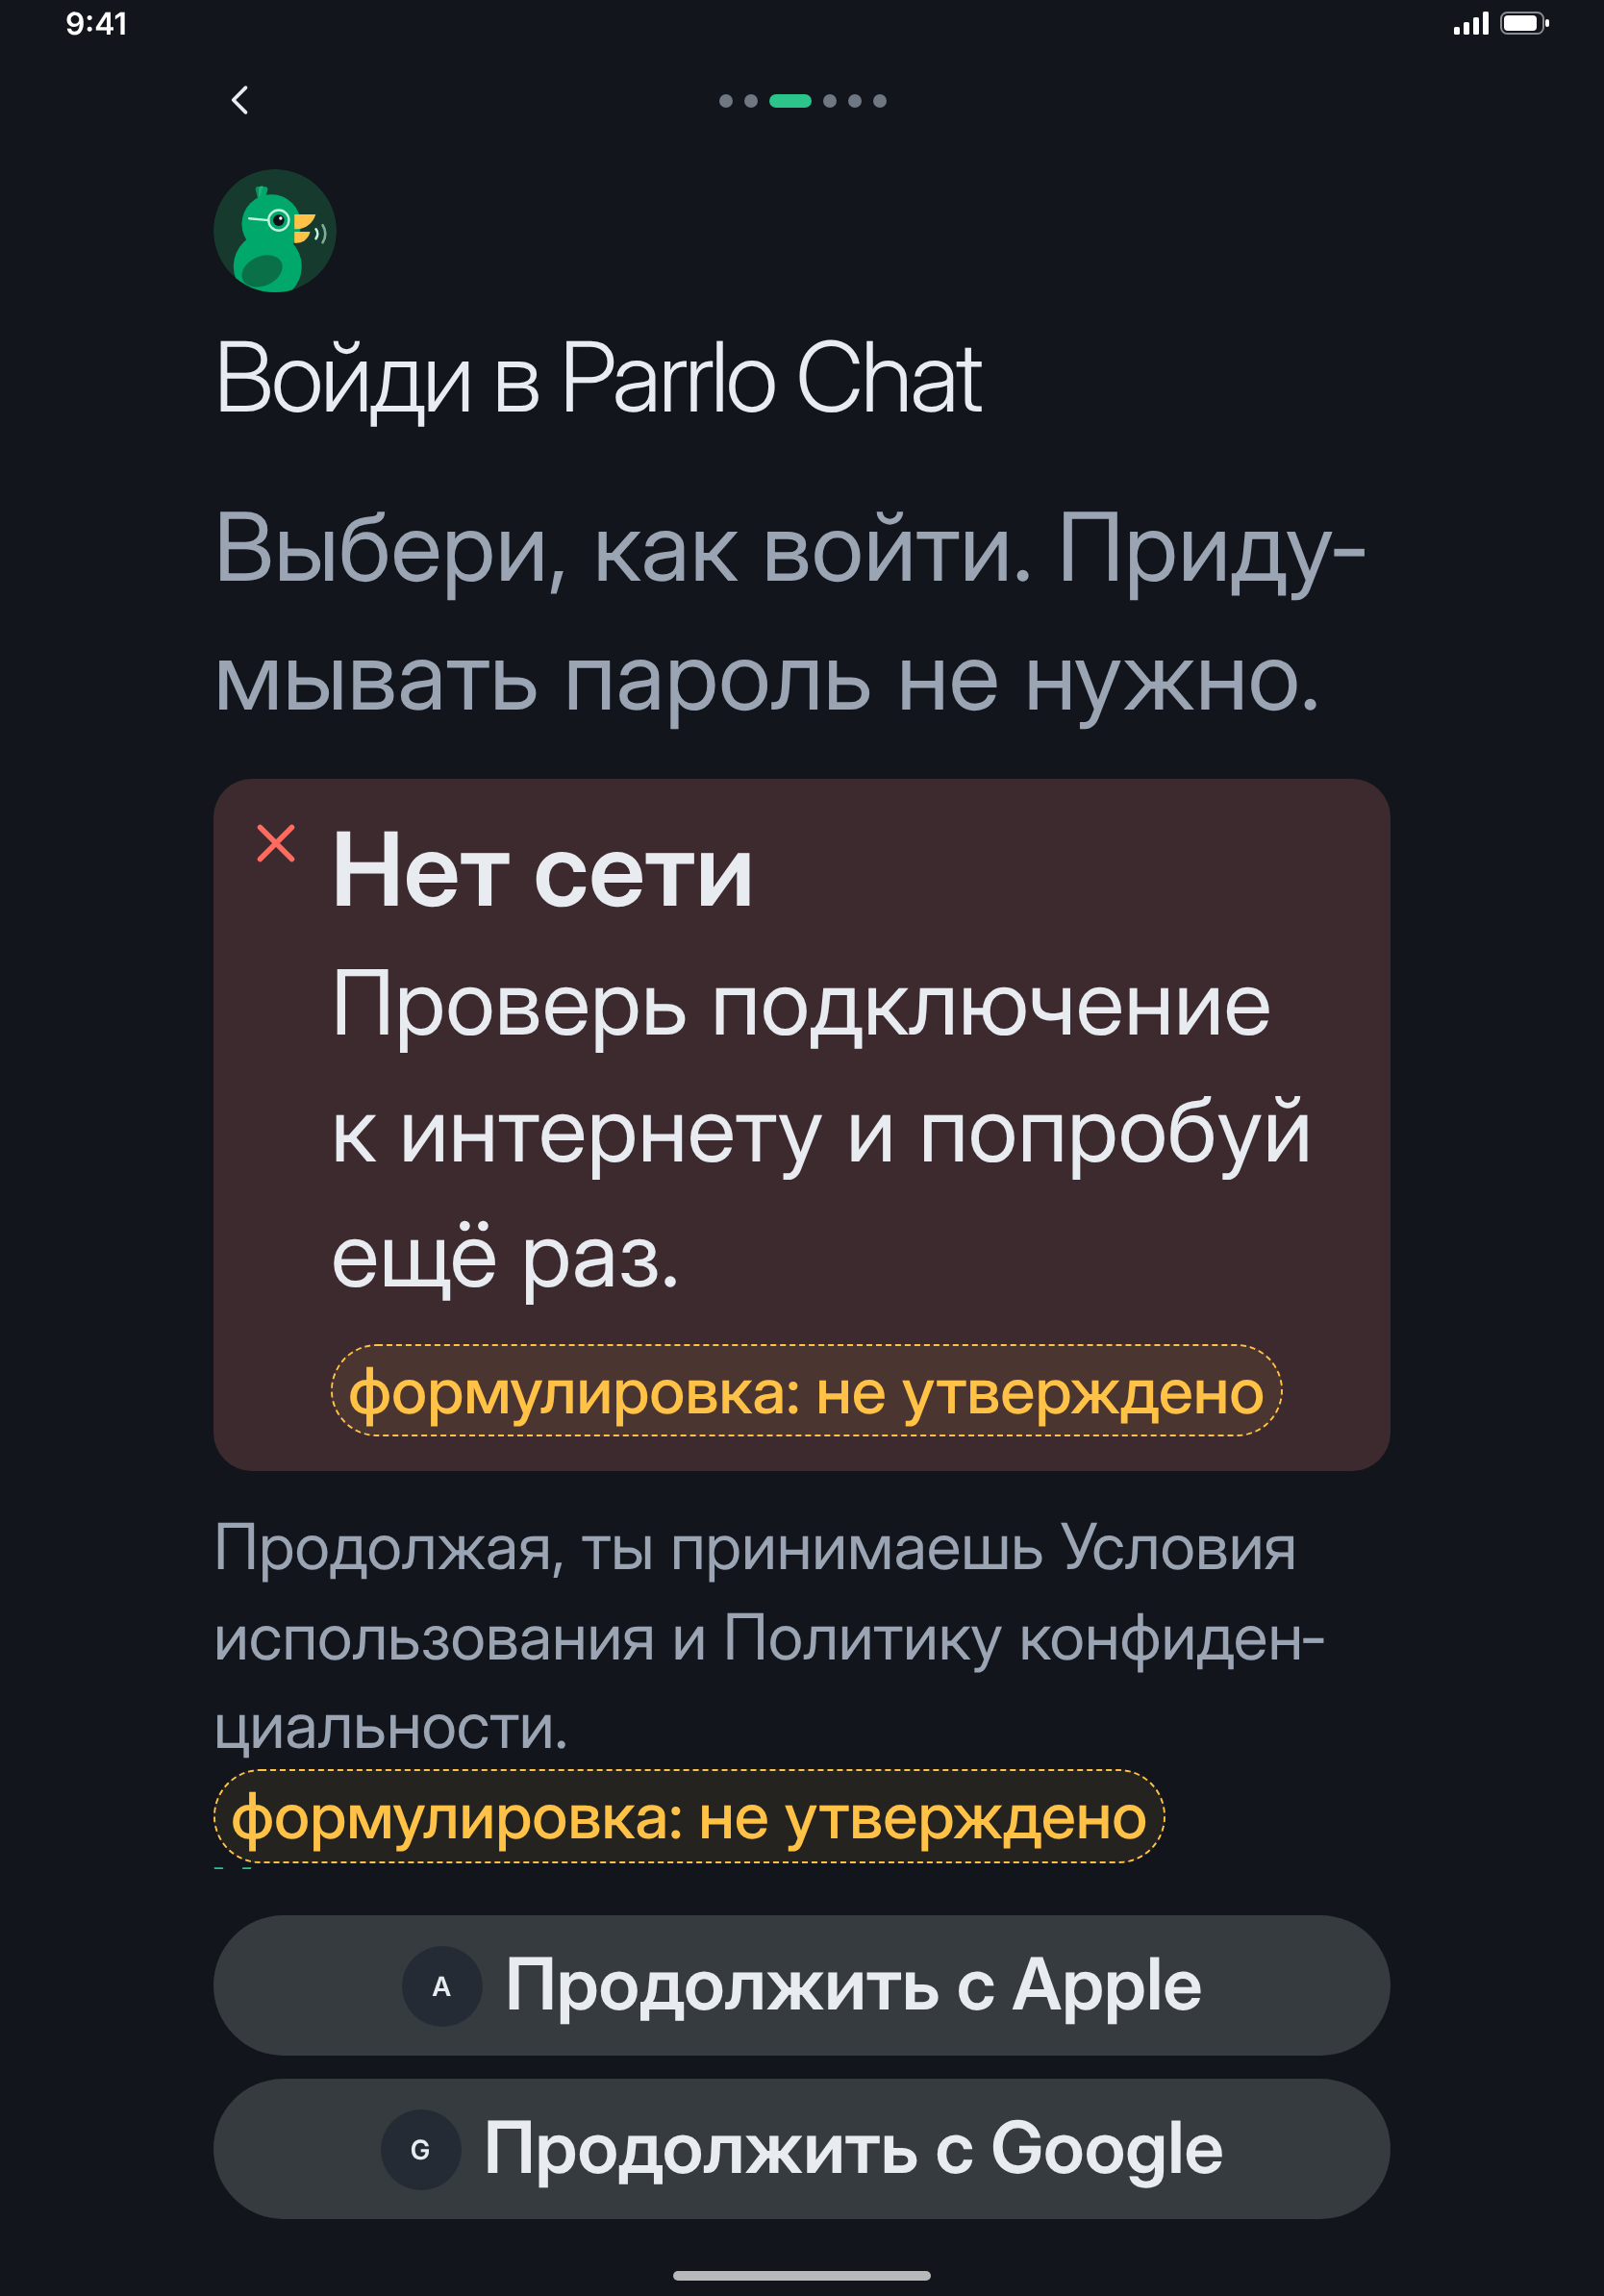 9:41
Войди в Parrlo Chat
Выбери, как войти. Приду-
мывать пароль не нужно.
Нет сети
Проверь подключение
к интернету и попробуй
ещё раз.
формулировка: не утверждено
Продолжая, ты принимаешь Условия
использования и Политику конфиден-
циальности.
формулировка: не утверждено
A Продолжить с Apple
G Продолжить с Google